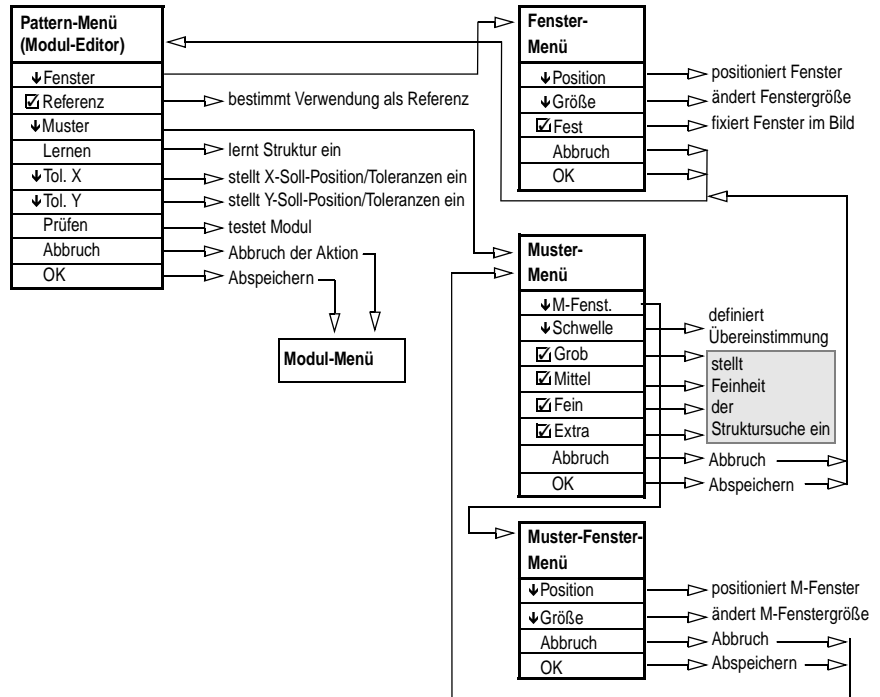 Pattern-Menü
(Modul-Editor)
Fenster
Referenz
bestimmt Verwendung als Referenz
Muster
Lernen
lernt Struktur ein
Tol. X
stellt X-Soll-Position/Toleranzen ein
Tol. Y
stellt Y-Soll-Position/Toleranzen ein
Prüfen
testet Modul
Abbruch
Abbruch der Aktion
OK
Abspeichern
Modul-Menü
Fenster-
Menü
Position
positioniert Fenster
Größe
ändert Fenstergröße
Fest
fixiert Fenster im Bild
Abbruch
OK
Muster-
Menü
M-Fenst.
Schwelle
definiert
Übereinstimmung
Grob
Mittel
Fein
Extra
stellt
Feinheit
der
Struktursuche ein
Abbruch
Abbruch
OK
Abspeichern
Muster-Fenster-
Menü
Position
positioniert M-Fenster
Größe
ändert M-Fenstergröße
Abbruch
Abbruch
OK
Abspeichern